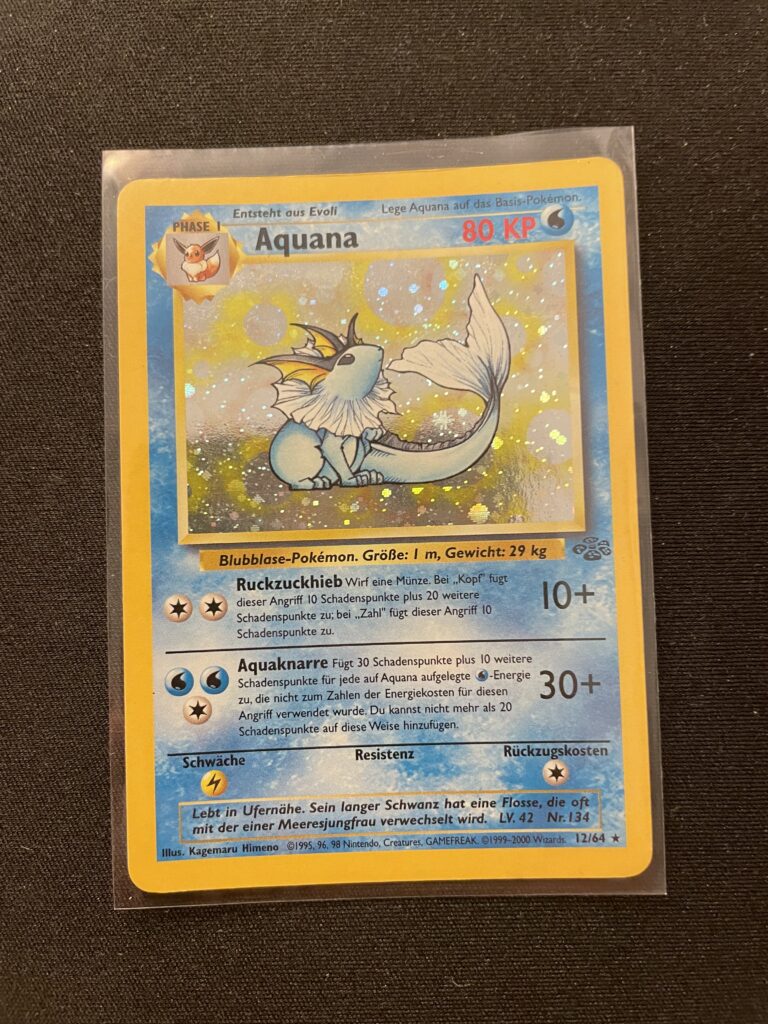 Entsteht aus Evoli
Lege Aquana auf das Basis-Pokémon.
PHASE 1
Aquana
80 KP
Blubblase-Pokémon. Größe: 1 m, Gewicht: 29 kg
Ruckzuckhieb Wirf eine Münze. Bei „Kopf" fügt
dieser Angriff 10 Schadenspunkte plus 20 weitere
Schadenspunkte zu; bei „Zahl" fügt dieser Angriff 10
Schadenspunkte zu.
10+
Aquaknarre Fügt 30 Schadenspunkte plus 10 weitere
Schadenspunkte für jede auf Aquana aufgelegte -Energie
zu, die nicht zum Zahlen der Energiekosten für diesen
Angriff verwendet wurde. Du kannst nicht mehr als 20
Schadenspunkte auf diese Weise hinzufügen.
30+
Schwäche
Resistenz
Rückzugskosten
Lebt in Ufernähe. Sein langer Schwanz hat eine Flosse, die oft
mit der einer Meeresjungfrau verwechselt wird. LV. 42 Nr.134
Illus. Kagemaru Himeno ©1995, 96, 98 Nintendo, Creatures, GAMEFREAK. ©1999-2000 Wizards. 12/64 ★